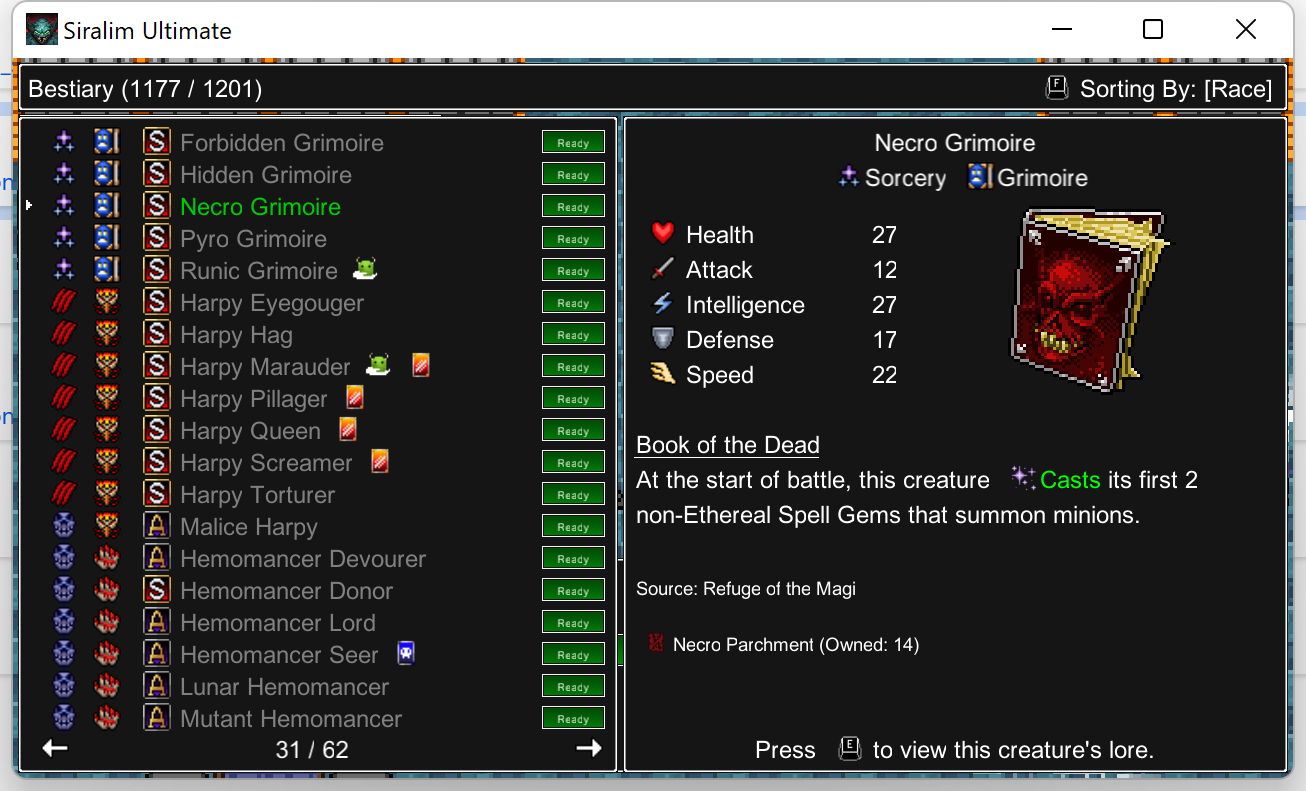 Siralim Ultimate
Bestiary (1177 / 1201)
F Sorting By: [Race]
S Forbidden Grimoire Ready
S Hidden Grimoire Ready
S Necro Grimoire Ready
S Pyro Grimoire Ready
S Runic Grimoire Ready
S Harpy Eyegouger Ready
S Harpy Hag Ready
S Harpy Marauder Ready
S Harpy Pillager Ready
S Harpy Queen Ready
S Harpy Screamer Ready
S Harpy Torturer Ready
A Malice Harpy Ready
A Hemomancer Devourer Ready
S Hemomancer Donor Ready
A Hemomancer Lord Ready
A Hemomancer Seer Ready
A Lunar Hemomancer Ready
A Mutant Hemomancer Ready
31 / 62
Necro Grimoire
Sorcery Grimoire
Health 27
Attack 12
Intelligence 27
Defense 17
Speed 22
Book of the Dead
At the start of battle, this creature Casts its first 2
non-Ethereal Spell Gems that summon minions.
Source: Refuge of the Magi
Necro Parchment (Owned: 14)
Press E to view this creature's lore.